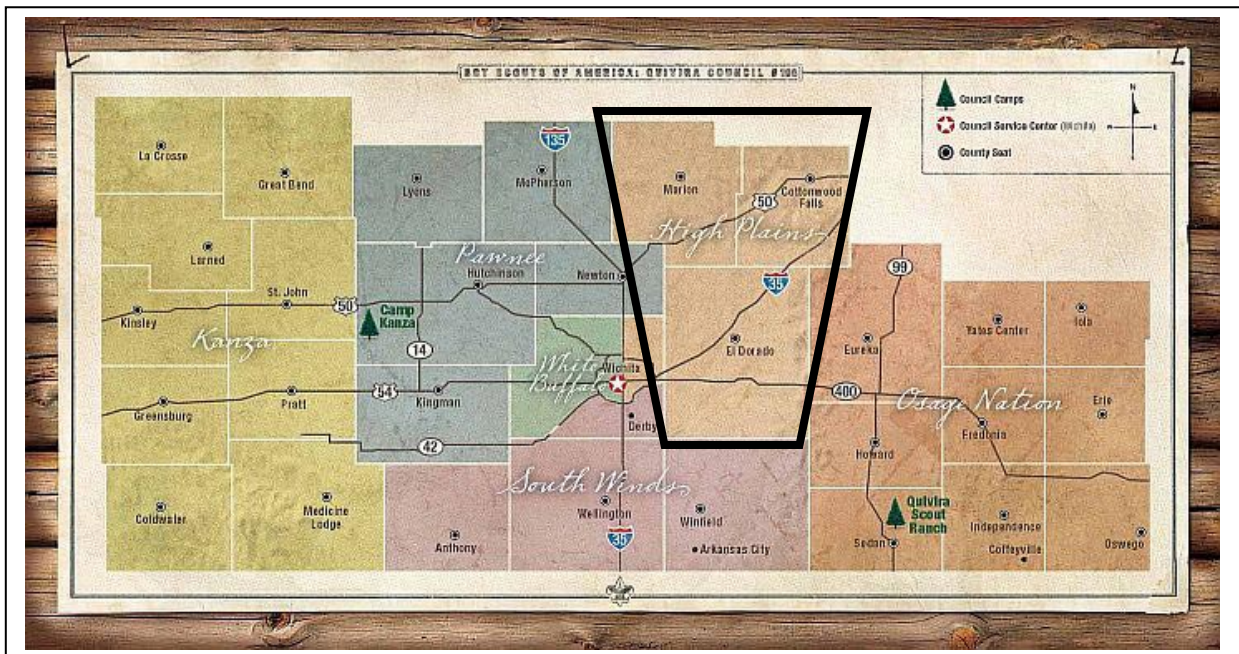 BOY SCOUTS OF AMERICA: QUIVIRA COUNCIL #198
Council Camps
Council Service Center (Wichita)
County Seat
N
W
E
S
La Crosse
Great Bend
Larned
Kinsley
St. John
Kanza
Greensburg
Pratt
Coldwater
Medicine
Lodge
50
54
42
14
Lyons
McPherson
135
Pawnee
Hutchinson
Newton
Camp
Kanza
Kingman
White
Buffalo
Wichita
Derby
Marion
Cottonwood
Falls
50
High Plains
35
El Dorado
South Winds
Anthony
Wellington
Winfield
Arkansas City
35
99
Eureka
400
Osage Nation
Yates Center
Iola
Erie
Fredonia
Howard
Quivira
Scout
Ranch
Sedan
Independence
Coffeyville
Oswego